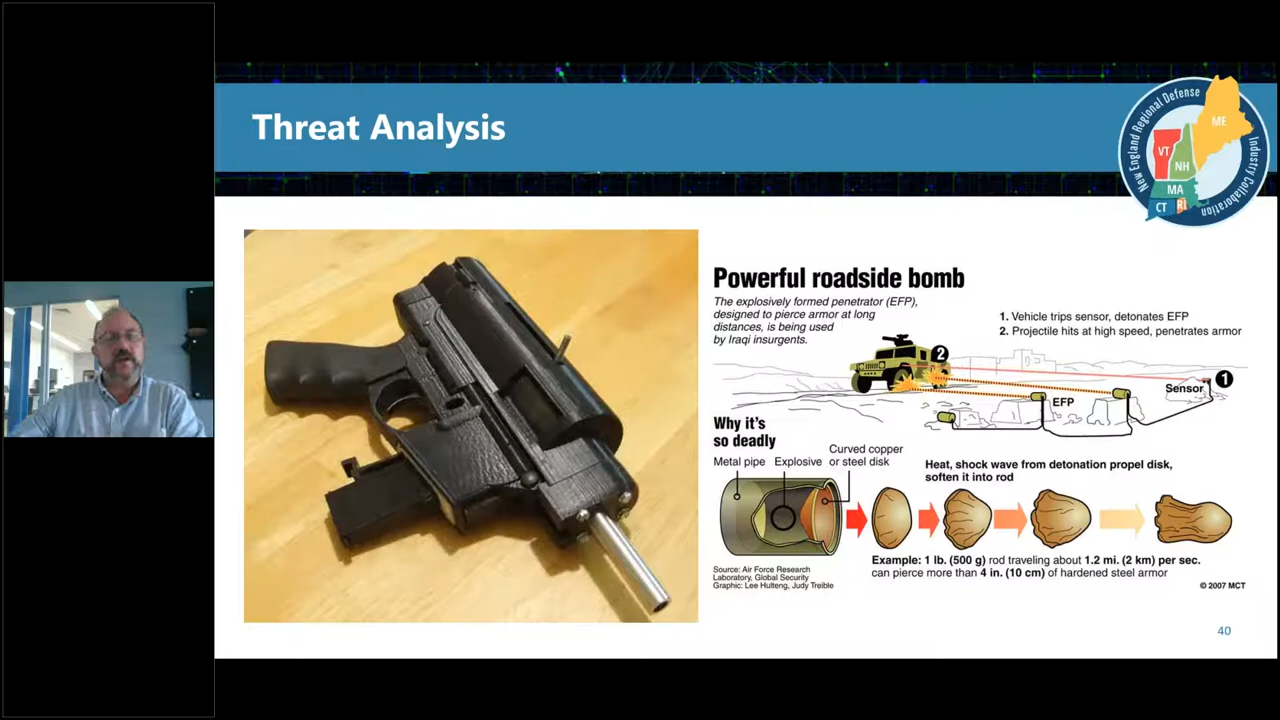 Threat Analysis
New England Regional Defense
Industry Collaboration
ME
VT
NH
MA
CT
RI
Powerful roadside bomb
The explosively formed penetrator (EFP),
designed to pierce armor at long
distances, is being used
by Iraqi insurgents.
1. Vehicle trips sensor, detonates EFP
2. Projectile hits at high speed, penetrates armor
2
1
Sensor
EFP
Why it's
so deadly
Metal pipe
Explosive
Curved copper
or steel disk
Heat, shock wave from detonation propel disk,
soften it into rod
Example: 1 lb. (500 g) rod traveling about 1.2 mi. (2 km) per sec.
can pierce more than 4 in. (10 cm) of hardened steel armor
Source: Air Force Research
Laboratory, Global Security
Graphic: Lee Hulteng, Judy Treible
© 2007 MCT
40